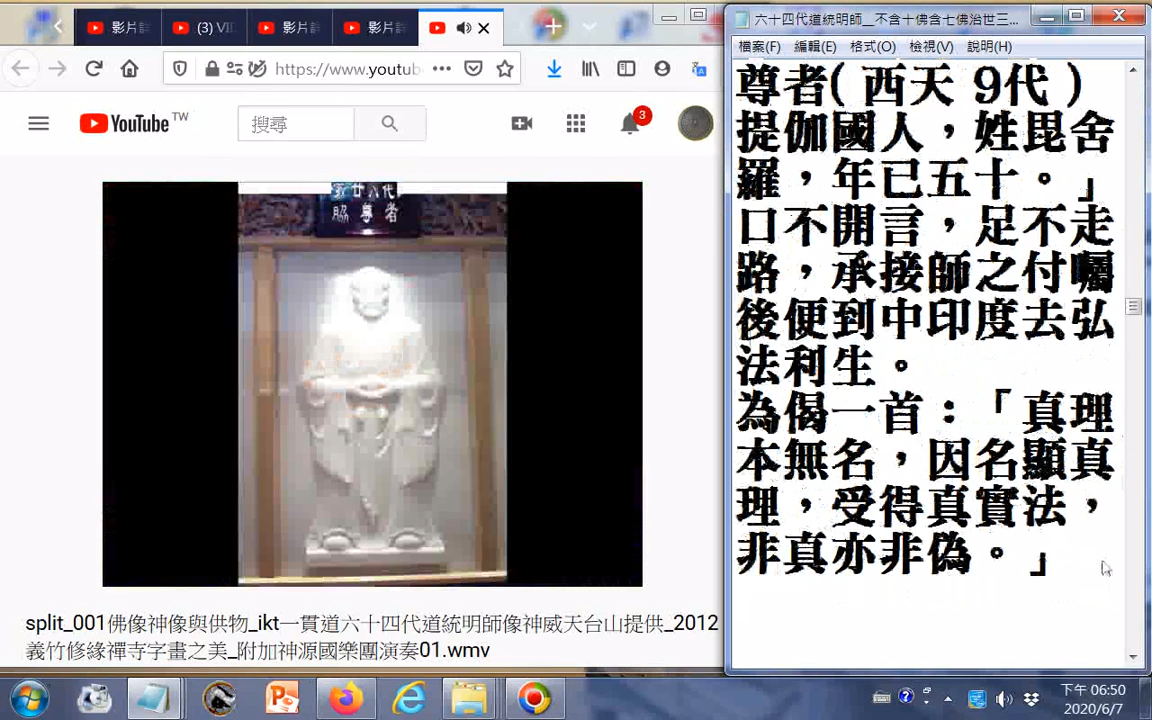 影片
(3) VI
影片
影片
https://www.youtub
YouTube TW
搜尋
3
代八廿
脇尊者
split_001佛像神像與供物_ikt一貫道六十四代道統明師像神威天台山提供_2012
義竹修緣禪寺字畫之美_附加神源國樂團演奏01.wmv
六十四代道統明師__不含十佛含七佛治世三...
檔案(F) 編輯(E) 格式(O) 檢視(V) 說明(H)
尊者( 西天 9代 )
提伽國人，姓毘舍
羅，年已五十。」
口不開言，足不走
路，承接師之付囑
後便到中印度去弘
法利生。
為偈一首：「真理
本無名，因名顯真
理，受得真實法，
非真亦非偽。」
下午 06:50
2020/6/7